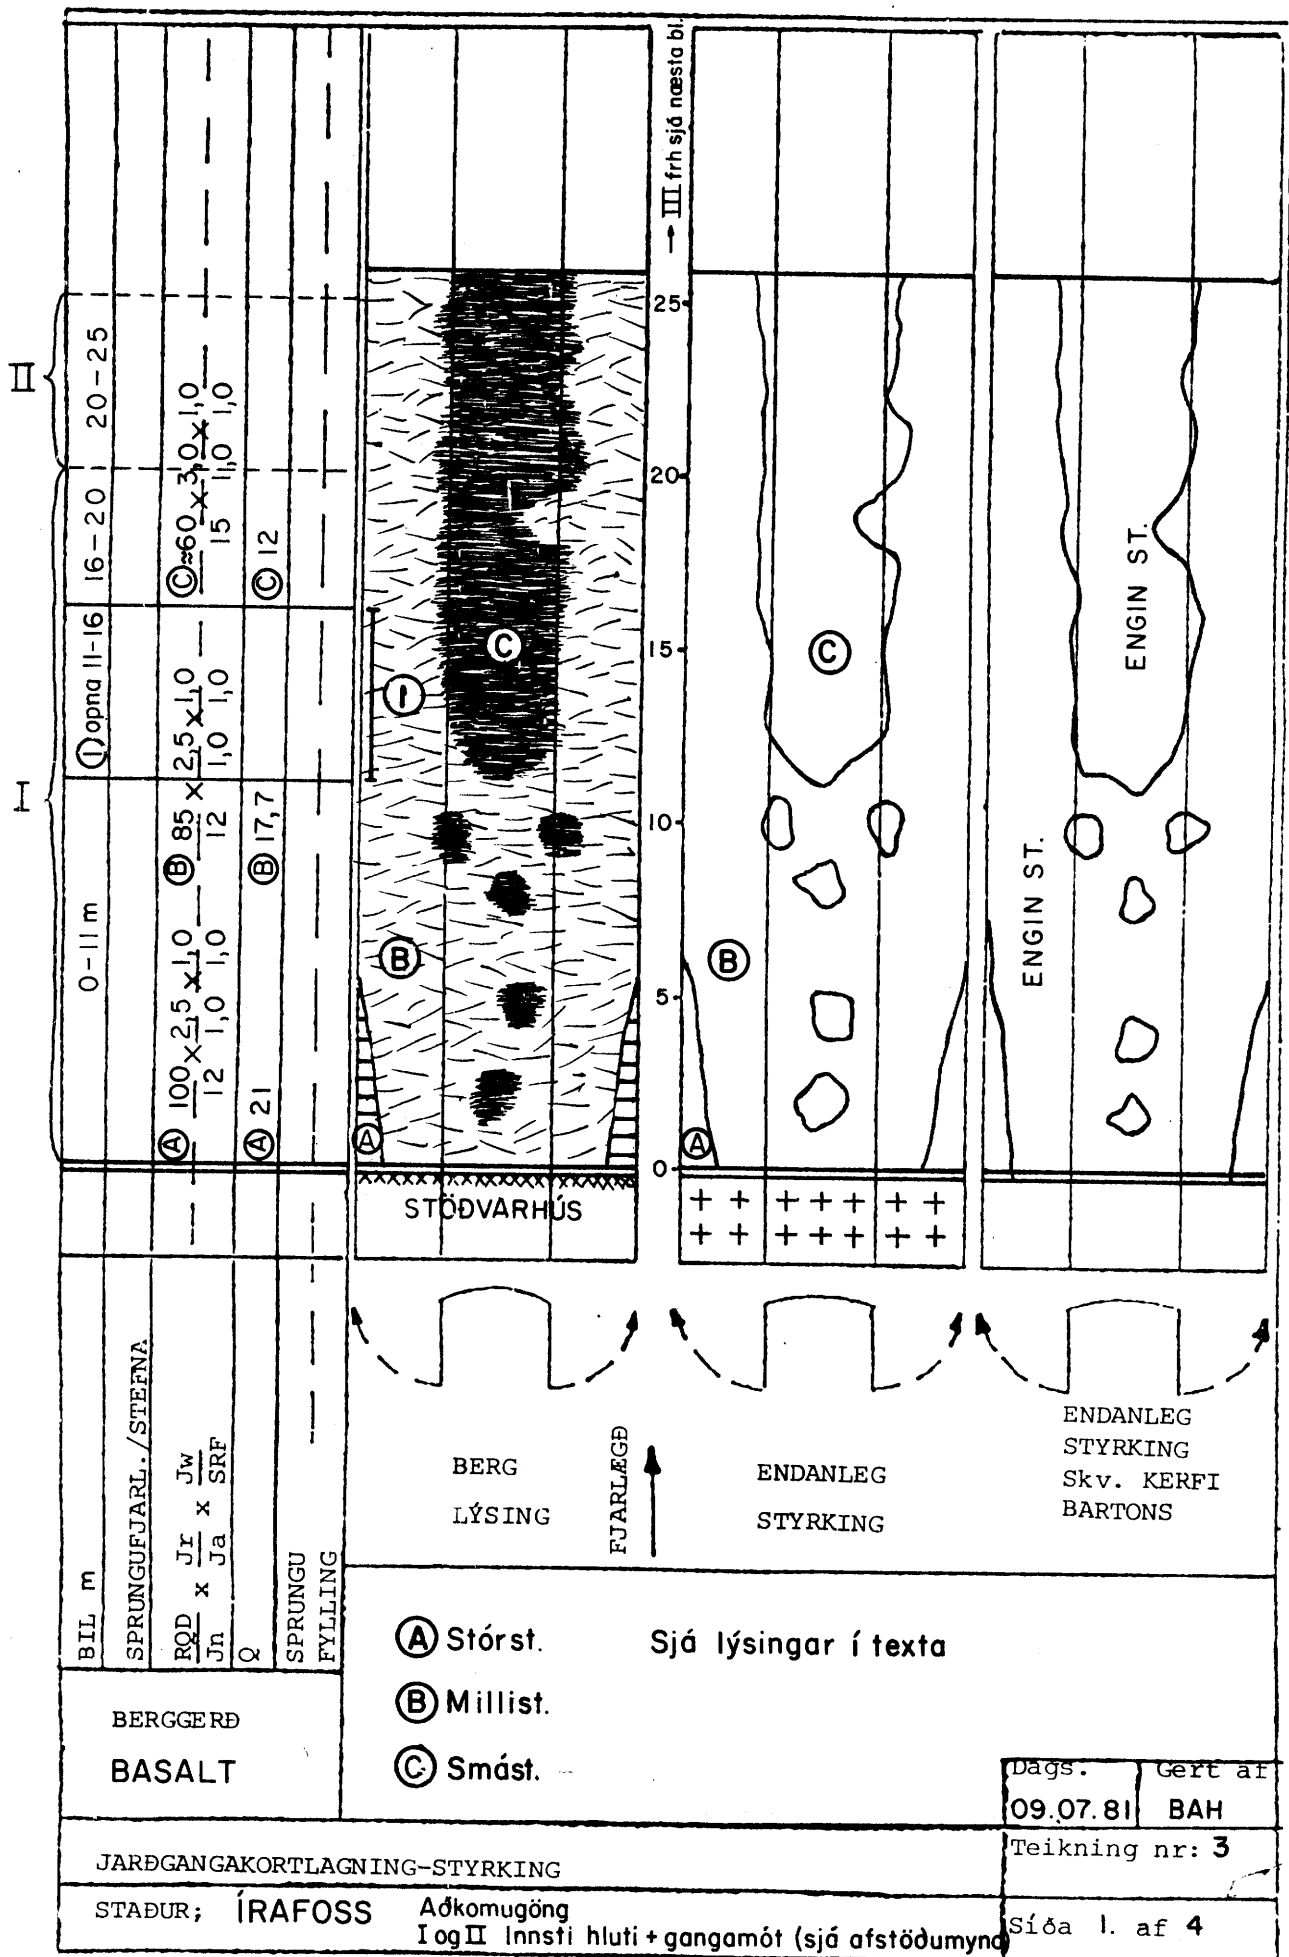 → III frh sjá næsta bl.
II
I
20-25
16-20
① opna 11-16
0-11 m
Ⓒ ≈60 × 3,0 × 1,0
15 1,0 1,0
Ⓒ 12
Ⓑ 85 × 2,5 × 1,0
12 1,0 1,0
Ⓑ 17,7
Ⓐ 100 × 2,5 × 1,0
12 1,0 1,0
Ⓐ 21
Ⓒ
①
Ⓑ
Ⓐ
25
20
15
10
5
0
Ⓒ
Ⓑ
Ⓐ
ENGIN ST.
ENGIN ST.
STÖÐVARHÚS
BERG
LÝSING
FJARLÆGÐ
ENDANLEG
STYRKING
ENDANLEG
STYRKING
Skv. KERFI
BARTONS
BIL m
SPRUNGUFJARL./STEFNA
RQD x Jr x Jw
Jn Ja SRF
Q
SPRUNGU
FYLLING
Ⓐ Stórst.
Sjá lýsingar í texta
Ⓑ Millist.
Ⓒ Smást.
BERGGERÐ
BASALT
Dags.
09.07.81
Gert af
BAH
Teikning nr: 3
JARÐGANGAKORTLAGNING-STYRKING
STAÐUR; ÍRAFOSS
Aðkomugöng
I og II Innsti hluti + gangamót (sjá afstöðumynd
Síða 1. af 4